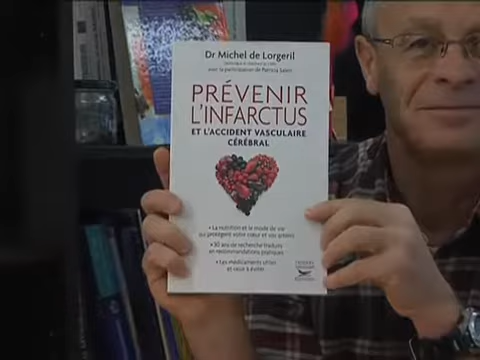 Dr Michel de Lorgeril
avec la participation de Patricia Salen
PRÉVENIR
L'INFARCTUS
ET L'ACCIDENT VASCULAIRE
CÉRÉBRAL
• La nutrition et le mode de vie
qui protègent votre cœur et vos artères
• 30 ans de recherche traduits
en recommandations pratiques
• Les médicaments utiles
et ceux à éviter
THIERRY
SOUCCAR